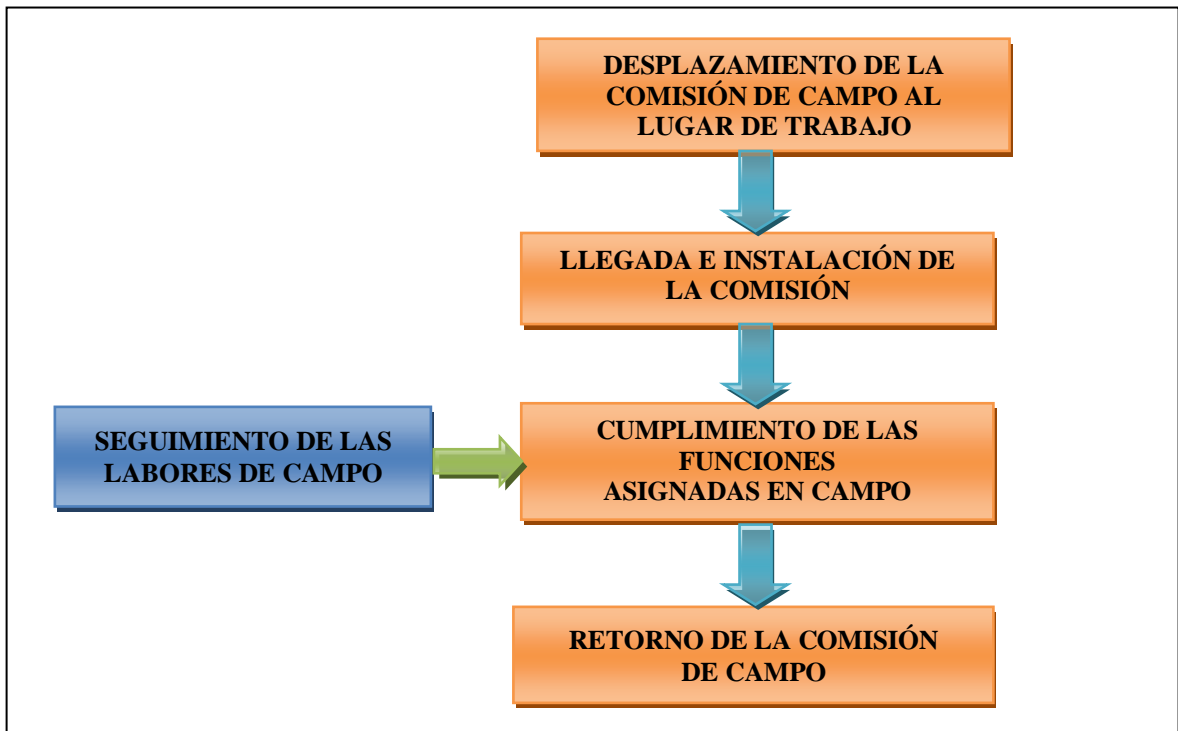 DESPLAZAMIENTO DE LA
COMISIÓN DE CAMPO AL
LUGAR DE TRABAJO
LLEGADA E INSTALACIÓN DE
LA COMISIÓN
SEGUIMIENTO DE LAS
LABORES DE CAMPO
CUMPLIMIENTO DE LAS
FUNCIONES
ASIGNADAS EN CAMPO
RETORNO DE LA COMISIÓN
DE CAMPO